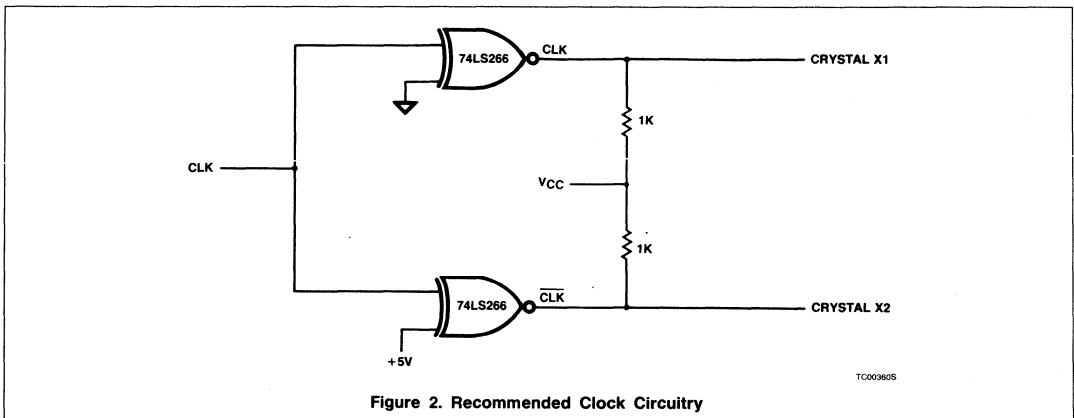 74LS266
CLK
CRYSTAL X1
1K
CLK
VCC
1K
74LS266
CLK
CRYSTAL X2
+5V
TC00360S
Figure 2. Recommended Clock Circuitry